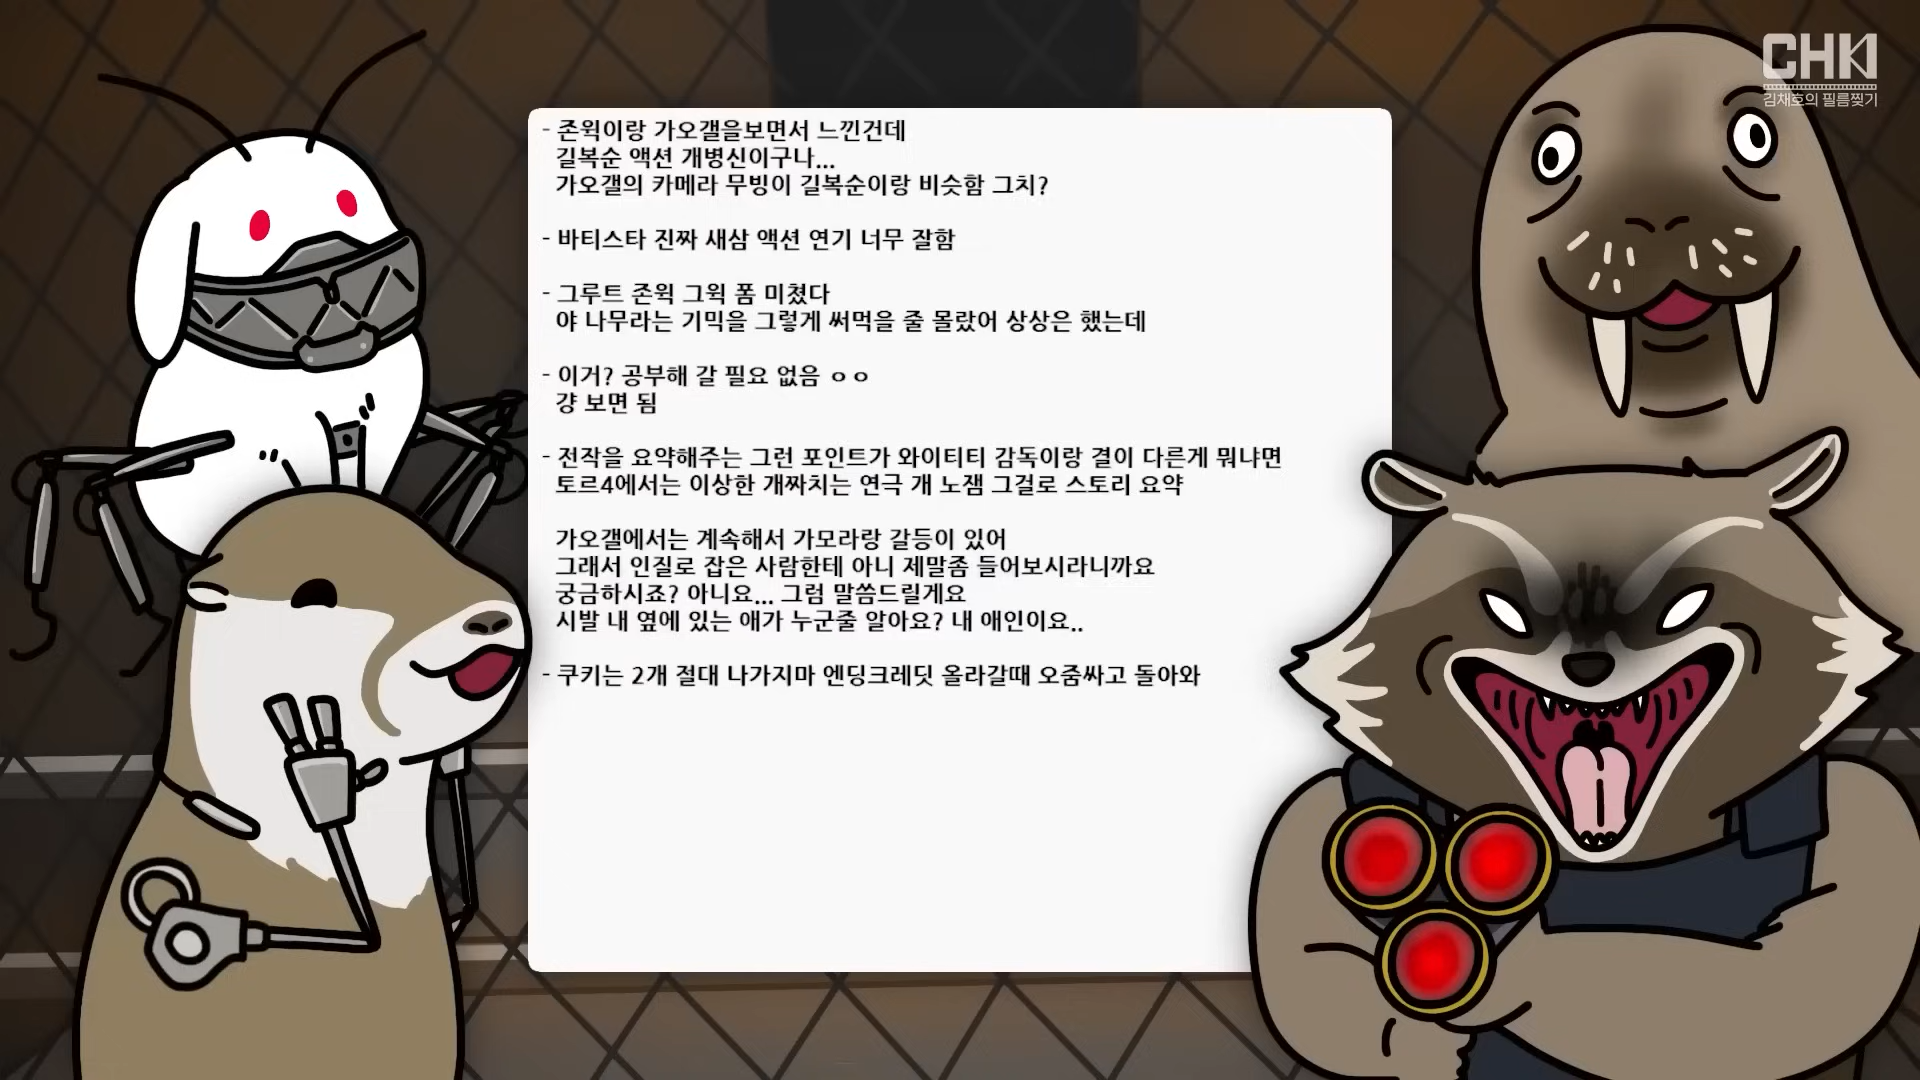 CHKN
김채호의 필름찢기
- 존윅이랑 가오갤을보면서 느낀건데
길복순 액션 개병신이구나...
가오갤의 카메라 무빙이 길복순이랑 비슷함 그치?
- 바티스타 진짜 새삼 액션 연기 너무 잘함
- 그루트 존윅 그윅 폼 미쳤다
야 나무라는 기믹을 그렇게 써먹을 줄 몰랐어 상상은 했는데
- 이거? 공부해 갈 필요 없음 ㅇㅇ
걍 보면 됨
- 전작을 요약해주는 그런 포인트가 와이티티 감독이랑 결이 다른게 뭐냐면
토르4에서는 이상한 개짜치는 연극 개 노잼 그걸로 스토리 요약
가오갤에서는 계속해서 가모라랑 갈등이 있어
그래서 인질로 잡은 사람한테 아니 제말좀 들어보시라니까요
궁금하시죠? 아니요... 그럼 말씀드릴게요
시발 내 옆에 있는 애가 누군줄 알아요? 내 애인이요..
- 쿠키는 2개 절대 나가지마 엔딩크레딧 올라갈때 오줌싸고 돌아와